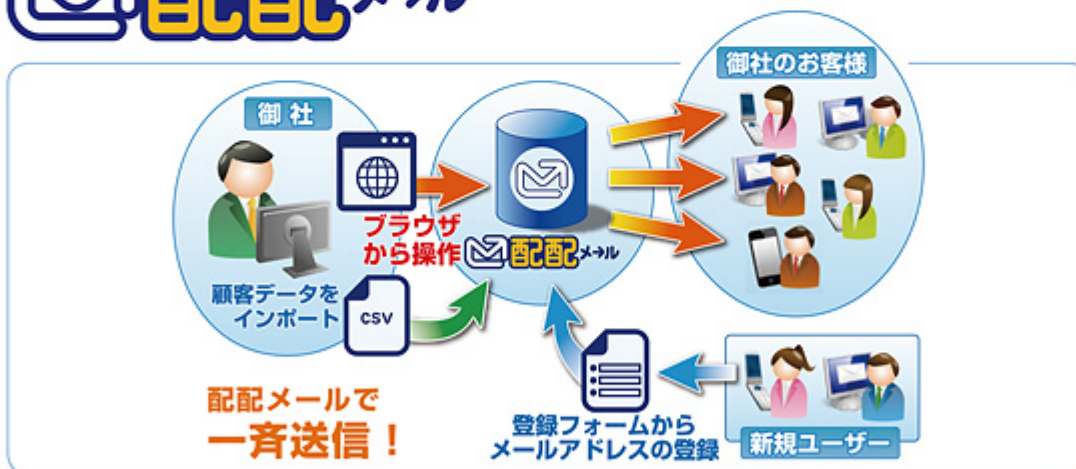 配配メール
御社のお客様
御社
ブラウザ
から操作
配配メール
顧客データを
インポート
CSV
配配メールで
一斉送信！
登録フォームから
メールアドレスの登録
新規ユーザー